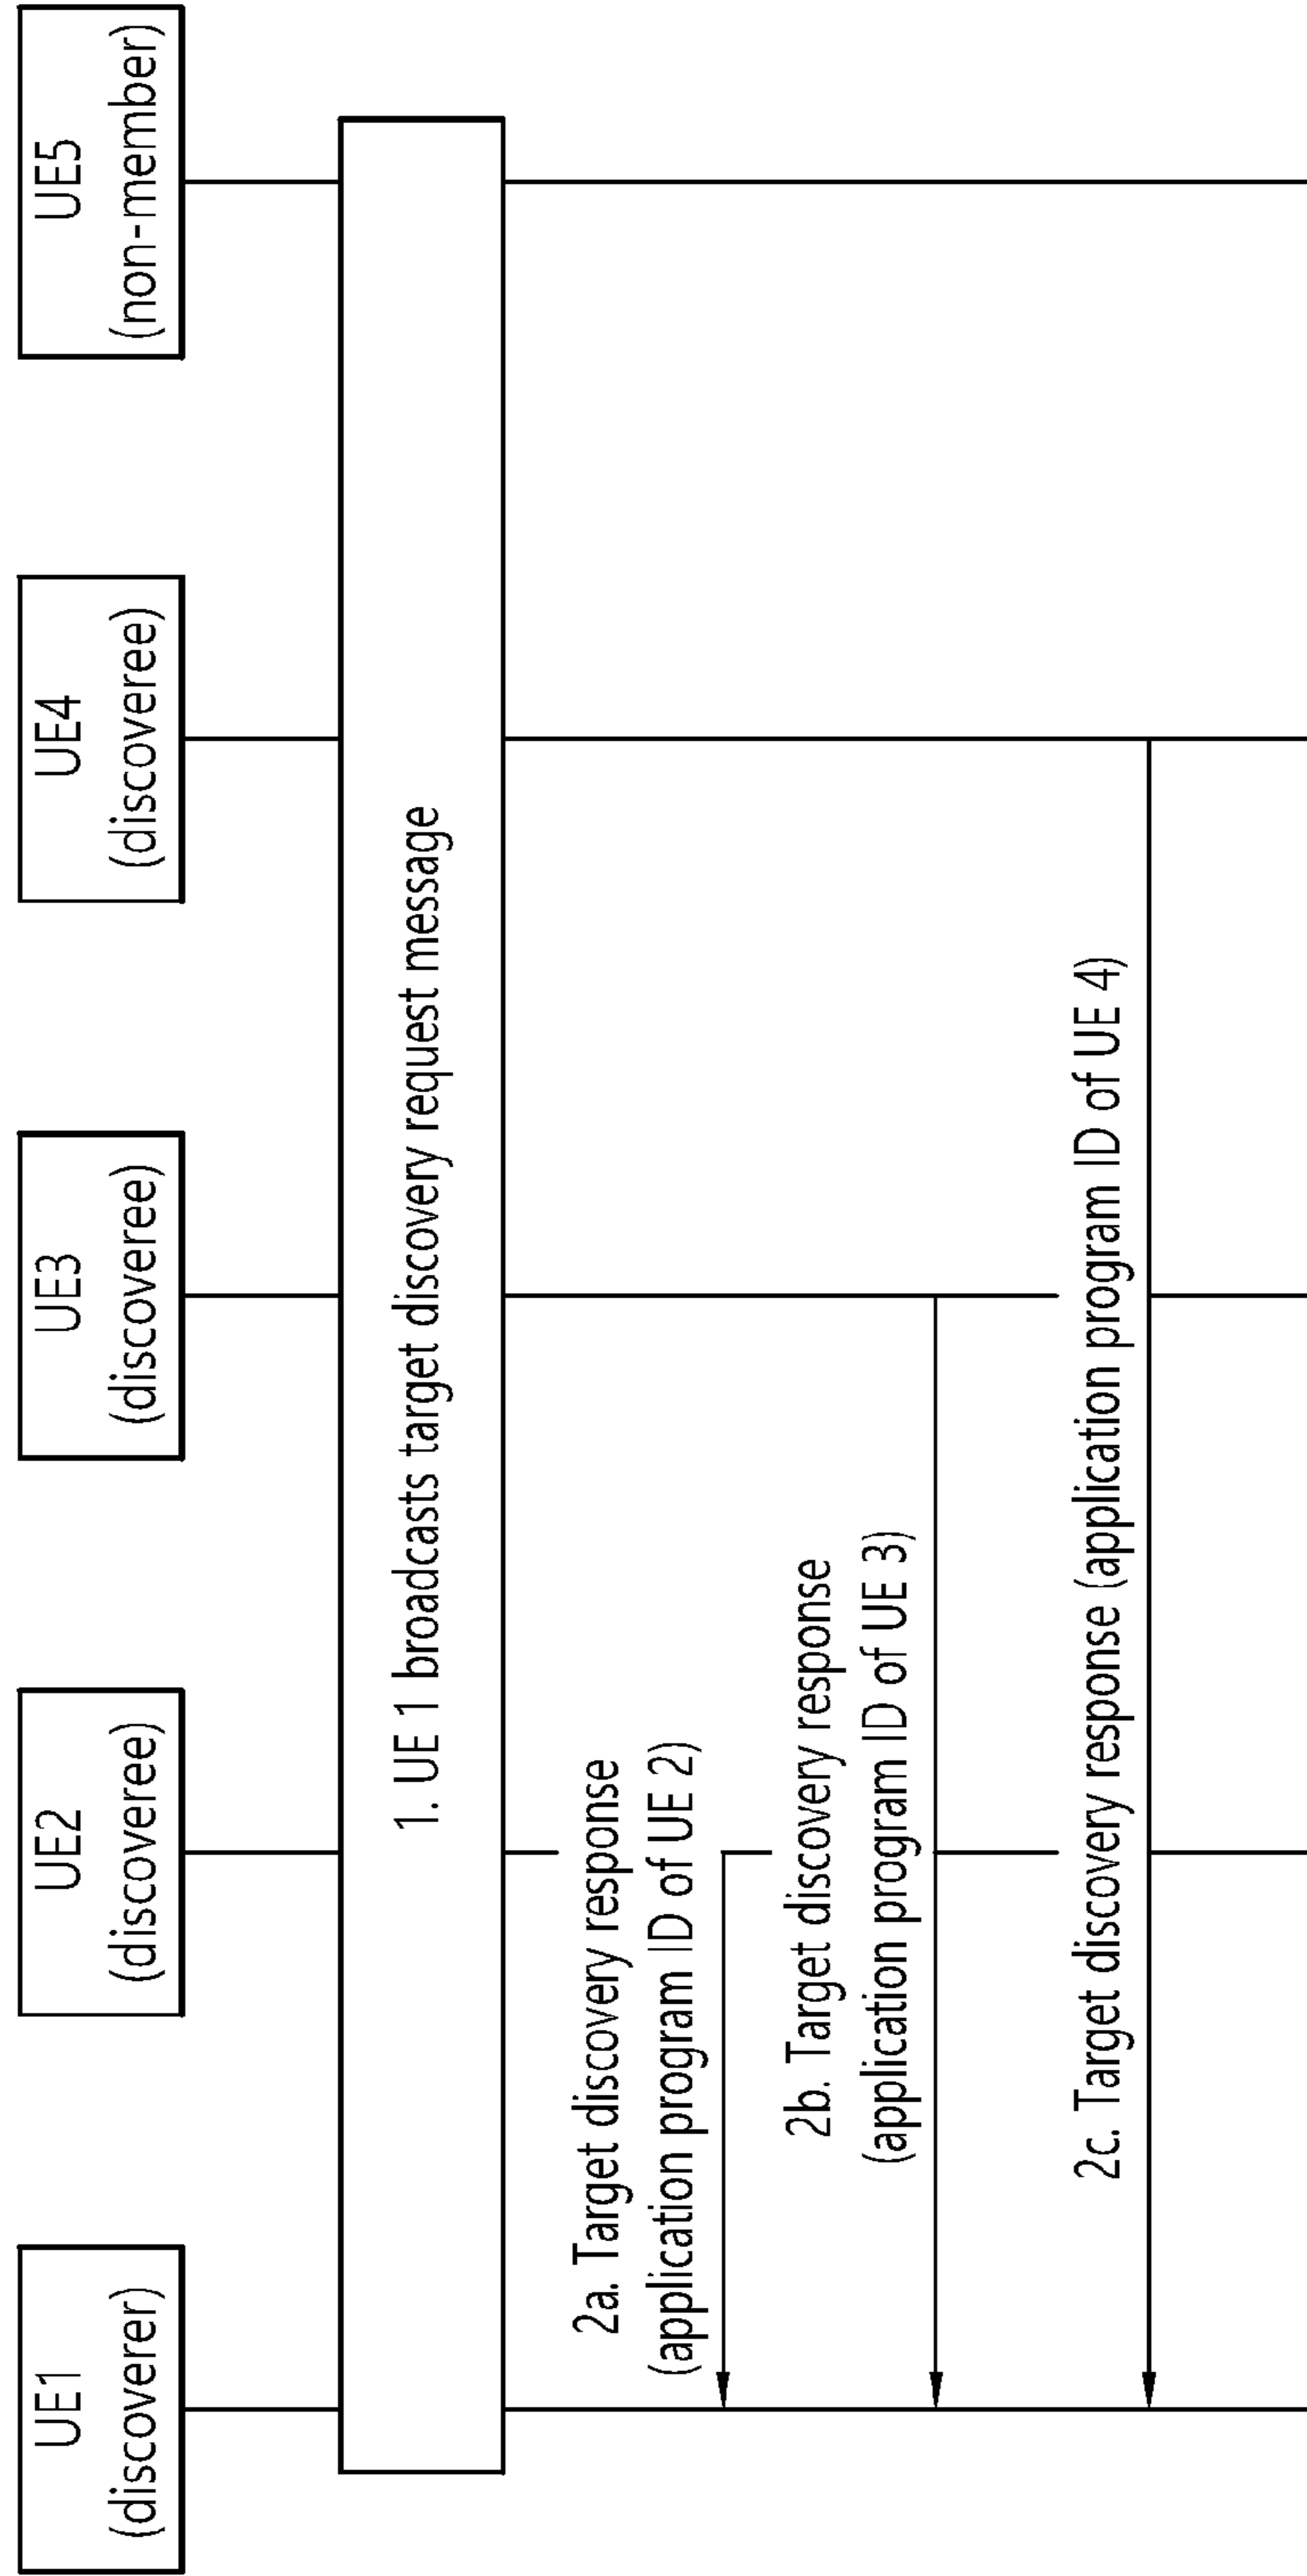 UE1
(discoverer)
UE2
(discoveree)
UE3
(discoveree)
UE4
(discoveree)
UE5
(non-member)
1. UE 1 broadcasts target discovery request message
2a. Target discovery response
(application program ID of UE 2)
2b. Target discovery response
(application program ID of UE 3)
2c. Target discovery response (application program ID of UE 4)